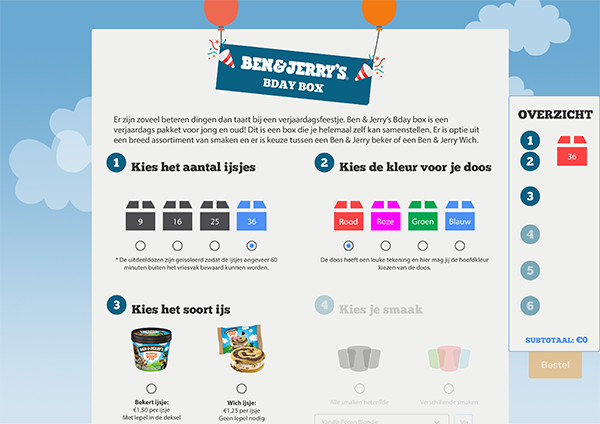 BEN&JERRY'S
BDAY BOX
Er zijn zoveel beteren dingen dan taart bij een verjaardagsfeestje. Ben & Jerry's Bday box is een
verjaardags pakket voor jong en oud! Dit is een box die je helemaal zelf kan samenstellen. Er is optie uit
een breed assortiment van smaken en er is keuze tussen een Ben & Jerry beker of een Ben & Jerry Wich.
1 Kies het aantal ijsjes
9 16 25 36
* De uitdeeldozen zijn geïsoleerd zodat de ijsjes ongeveer 60
minuten buiten het vriesvak bewaard kunnen worden.
2 Kies de kleur voor je doos
Rood Roze Groen Blauw
De doos heeft een leuke tekening en hier mag jij de hoofdkleur
kiezen van de doos.
3 Kies het soort ijs
BEN & JERRY'S
Bekert ijsje:
€1,50 per ijsje
Met lepel in de deksel
Wich ijsje:
€1,25 per ijsje
Geen lepel nodig
4 Kies je smaak
Alle smaken hetzelfde
Verschillende smaken
Vanilla Pecan Blondie
OVERZICHT
1
2
36
3
4
5
6
SUBTOTAAL: €0
Bestel